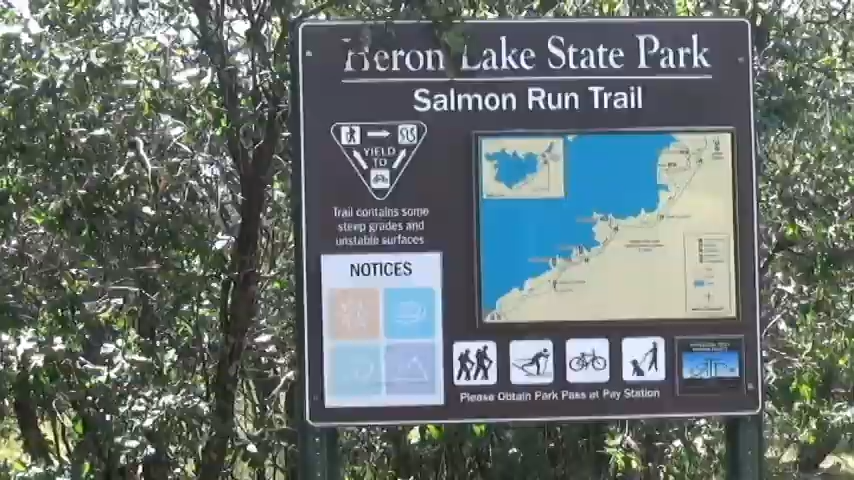 Heron Lake State Park
Salmon Run Trail
YIELD
TO
Trail contains some
steep grades and
unstable surfaces
NOTICES
Please Obtain Park Pass at Pay Station